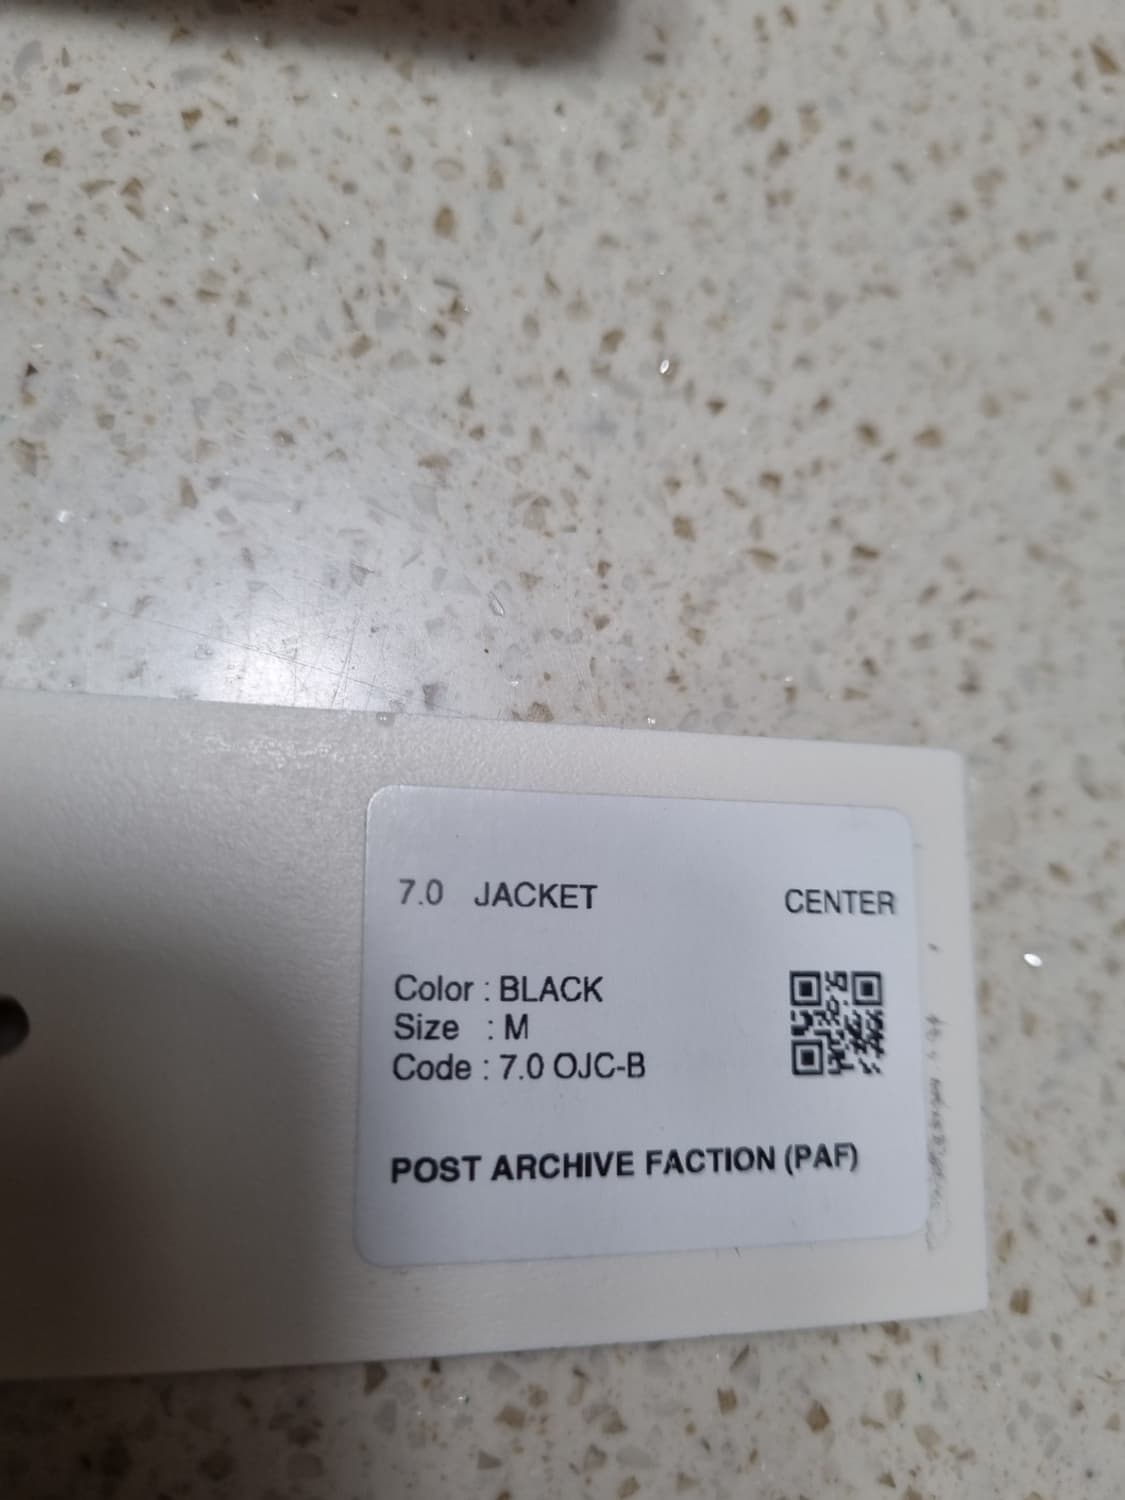 7.0 JACKET CENTER
Color : BLACK
Size : M
Code : 7.0 OJC-B
POST ARCHIVE FACTION (PAF)